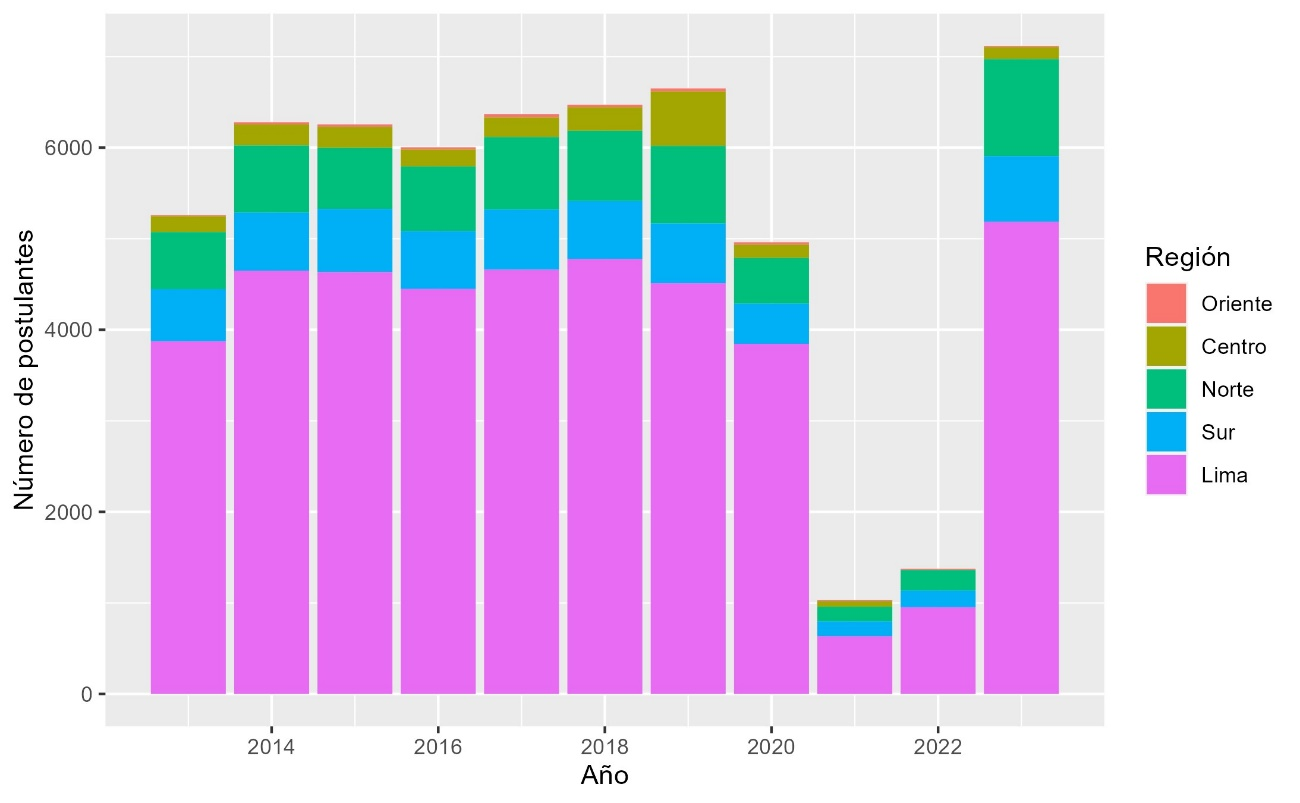 Número de postulantes
6000
4000
2000
0
2014
2016
2018
2020
2022
Año
Región
Oriente
Centro
Norte
Sur
Lima